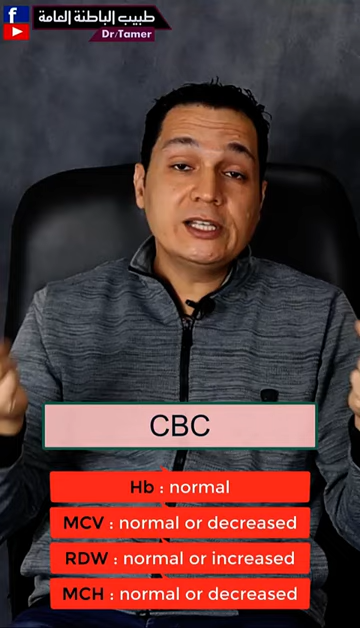 طبيب الباطنة العامة
Dr/Tamer
CBC
Hb : normal
MCV : normal or decreased
RDW : normal or increased
MCH : normal or decreased